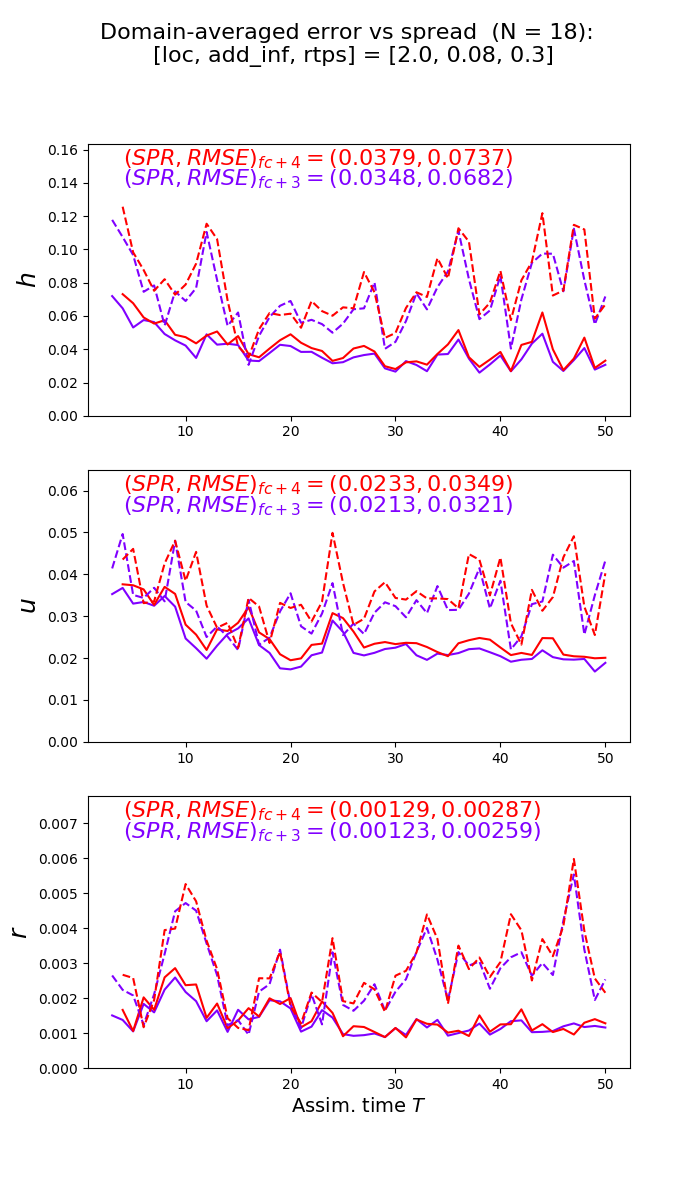 Domain-averaged error vs spread (N = 18):
[loc, add_inf, rtps] = [2.0, 0.08, 0.3]
(SPR, RMSE)fc+4 = (0.0379, 0.0737)
(SPR, RMSE)fc+3 = (0.0348, 0.0682)
0.16
0.14
0.12
0.10
0.08
0.06
0.04
0.02
0.00
h
10 20 30 40 50
(SPR, RMSE)fc+4 = (0.0233, 0.0349)
(SPR, RMSE)fc+3 = (0.0213, 0.0321)
0.06
0.05
0.04
0.03
0.02
0.01
0.00
u
10 20 30 40 50
(SPR, RMSE)fc+4 = (0.00129, 0.00287)
(SPR, RMSE)fc+3 = (0.00123, 0.00259)
0.007
0.006
0.005
0.004
0.003
0.002
0.001
0.000
r
10 20 30 40 50
Assim. time T